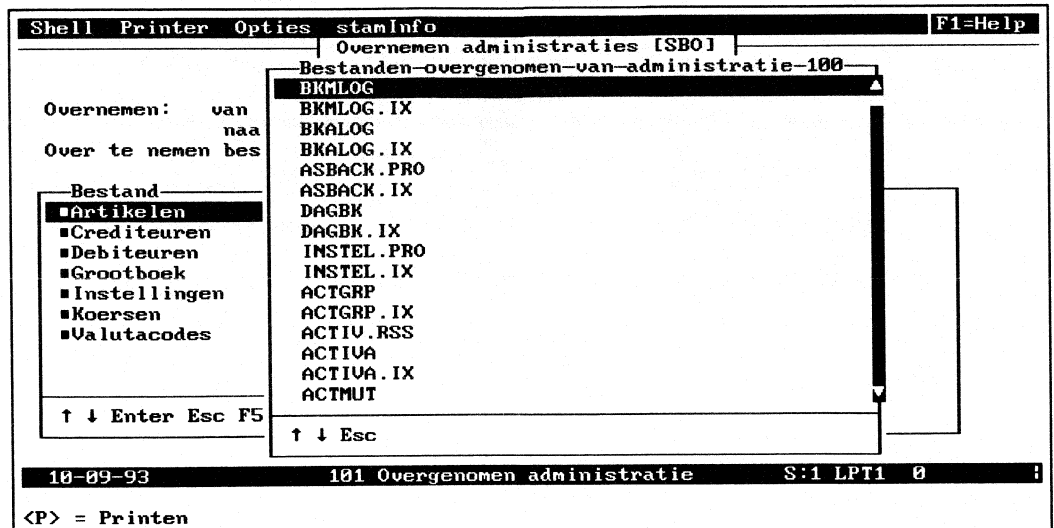 Shell Printer Opties stamInfo F1=Help
Overnemen administraties [SBO]
Bestanden-overgenomen-van-administratie-100
BKMLOG
Overnemen: van BKMLOG.IX
naa BKALOG
Over te nemen bes BKALOG.IX
ASBACK.PRO
Bestand ASBACK.IX
Artikelen DAGBK
Crediteuren DAGBK.IX
Debiteuren INSTEL.PRO
Grootboek INSTEL.IX
Instellingen ACTGRP
Koersen ACTGRP.IX
Valutacodes ACTIV.RSS
ACTIVA
ACTIVA.IX
ACTMUT
↑ ↓ Enter Esc F5
↑ ↓ Esc
10-09-93 101 Overgenomen administratie S:1 LPT1 0
<P> = Printen